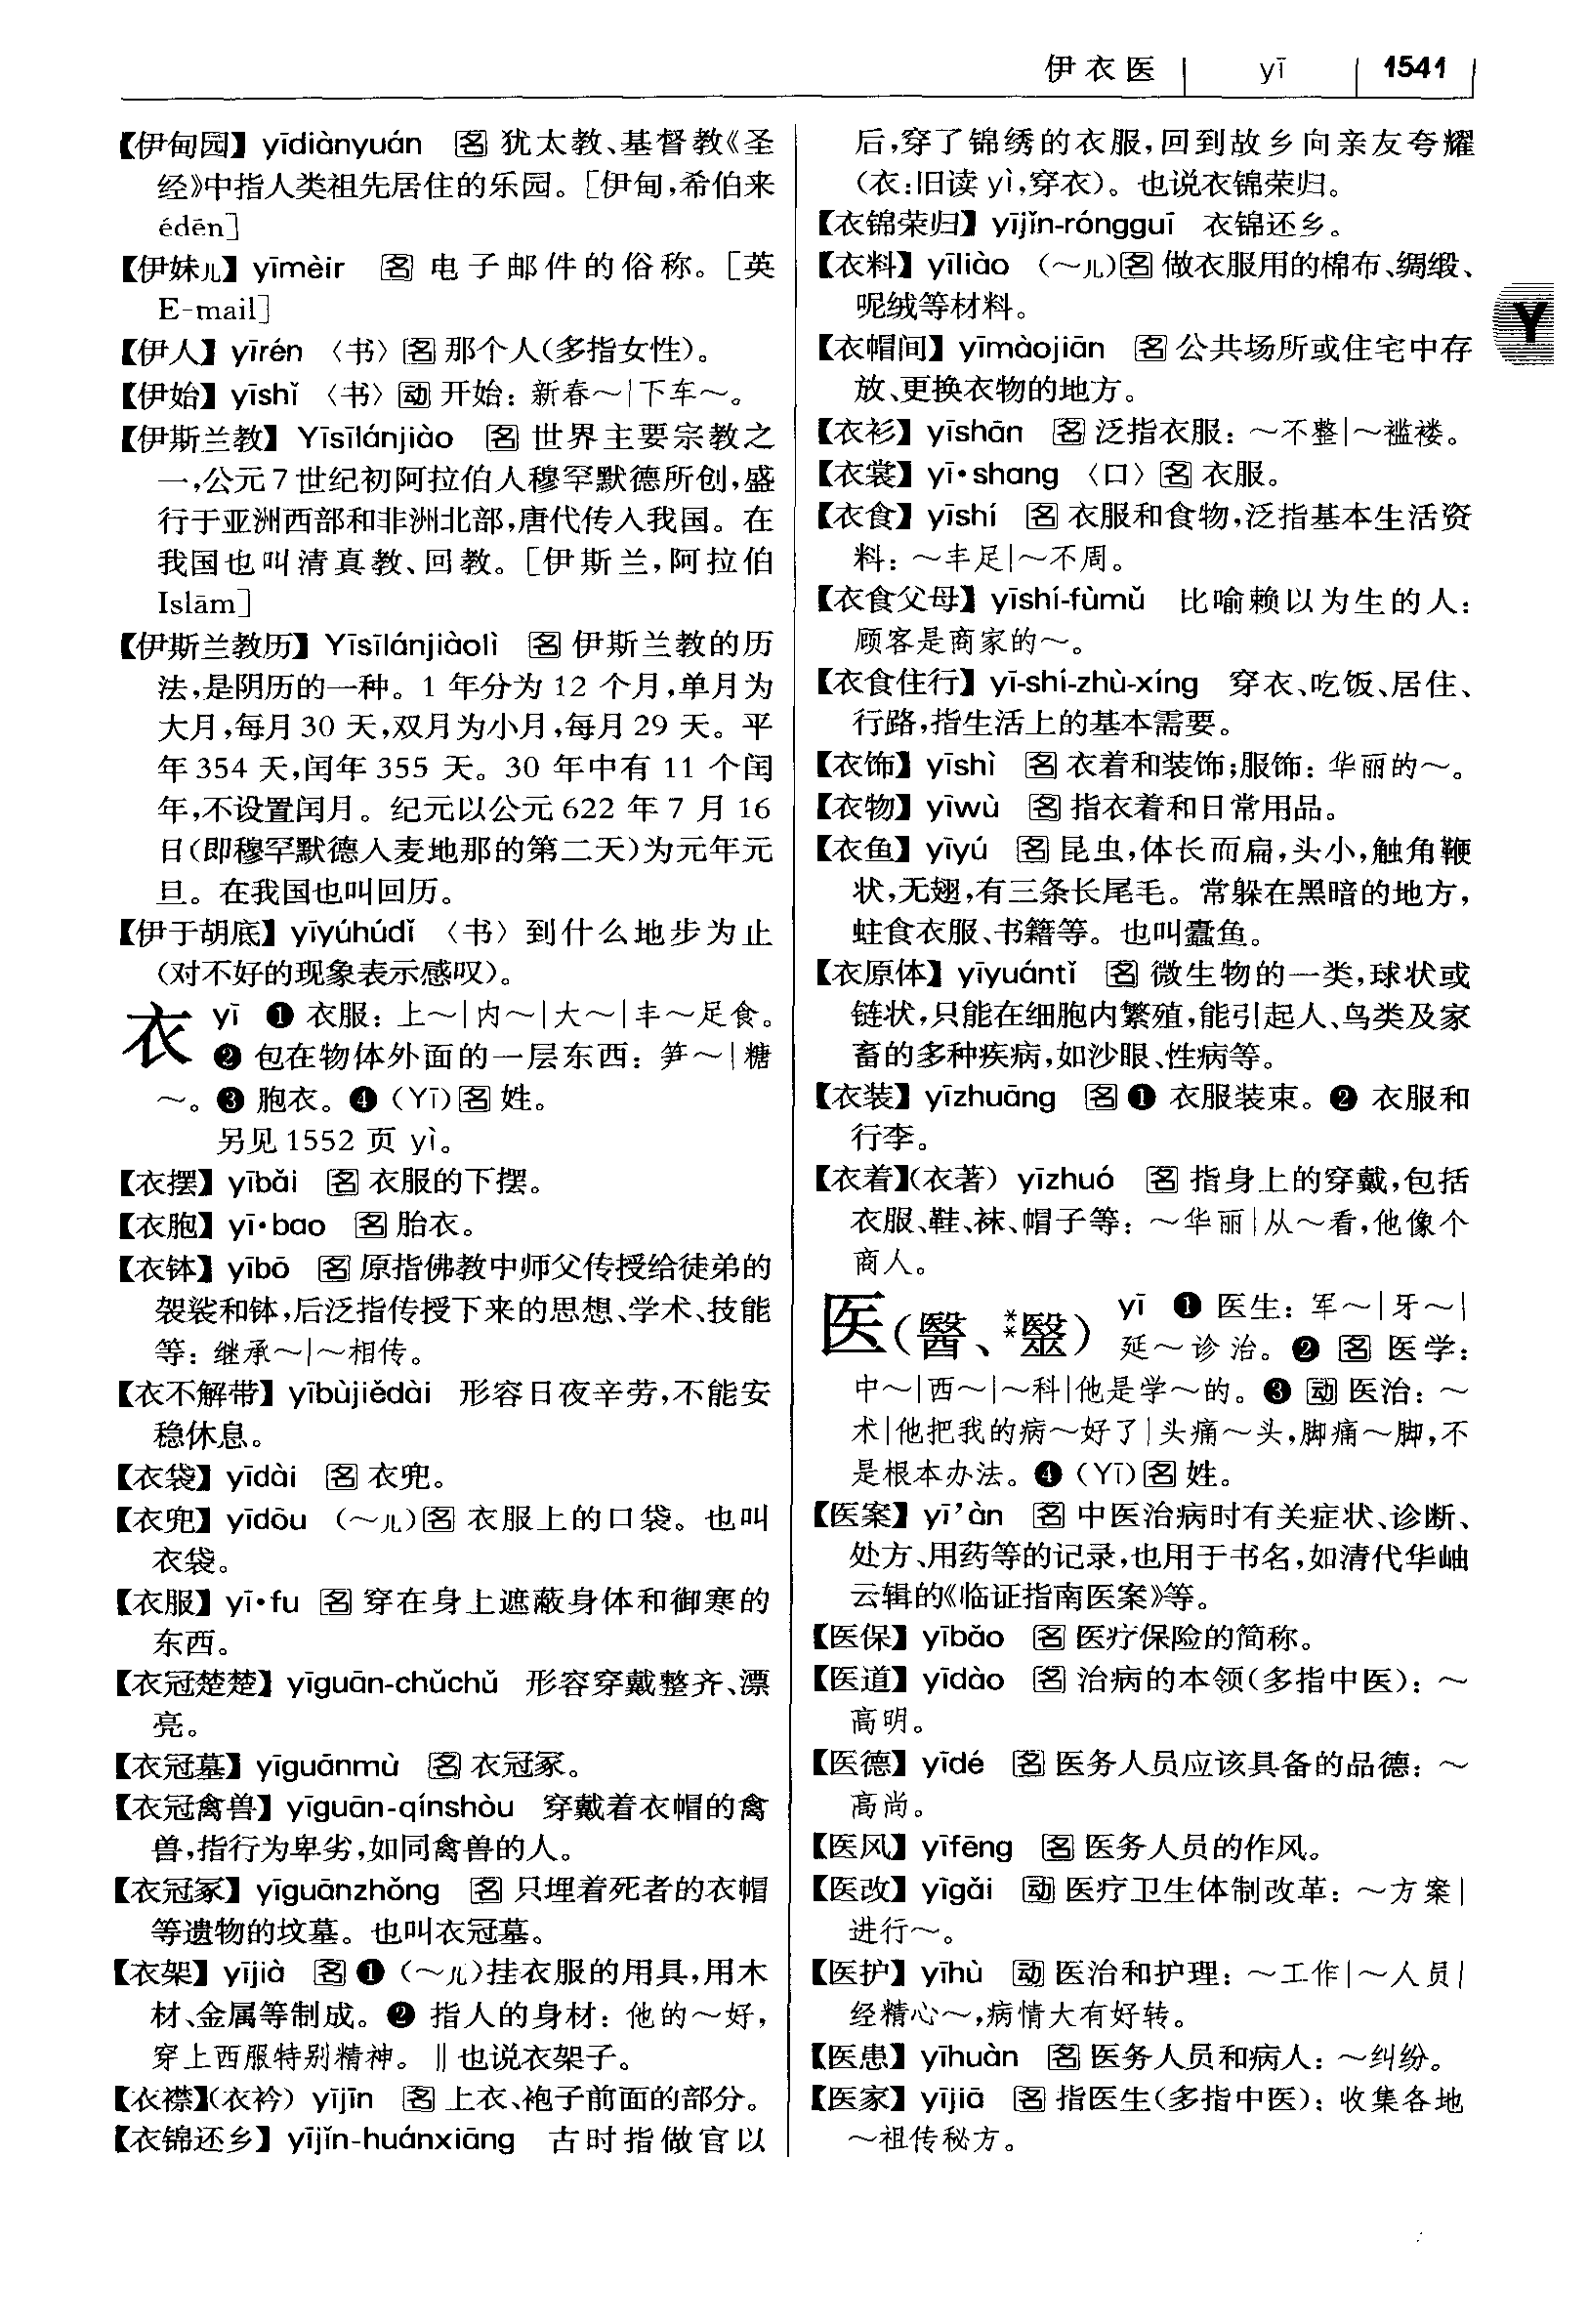 伊衣医 yī 1541
【伊甸园】 yīdiànyuán 名 犹太教、基督教《圣
经》中指人类祖先居住的乐园。［伊甸,希伯来
édēn］
【伊妹儿】 yīmèir 名 电子邮件的俗称。［英
E-mail］
【伊人】 yīrén 〈书〉名 那个人(多指女性)。
【伊始】 yīshǐ 〈书〉动 开始: 新春～|下车～。
【伊斯兰教】 Yīsīlánjiào 名 世界主要宗教之
一,公元7世纪初阿拉伯人穆罕默德所创,盛
行于亚洲西部和非洲北部,唐代传入我国。在
我国也叫清真教、回教。［伊斯兰,阿拉伯
Islām］
【伊斯兰教历】 Yīsīlánjiàolì 名 伊斯兰教的历
法,是阴历的一种。1 年分为 12 个月,单月为
大月,每月 30 天,双月为小月,每月 29 天。平
年 354 天,闰年 355 天。30 年中有 11 个闰
年,不设置闰月。纪元以公元 622 年 7 月 16
日(即穆罕默德入麦地那的第二天)为元年元
旦。在我国也叫回历。
【伊于胡底】 yīyúhúdǐ 〈书〉到什么地步为止
(对不好的现象表示感叹)。
衣 yī ❶ 衣服: 上～|内～|大～|丰～足食。
❷ 包在物体外面的一层东西: 笋～|糖
～。❸ 胞衣。❹ (Yī) 名 姓。
另见 1552 页 yì。
【衣摆】 yībǎi 名 衣服的下摆。
【衣胞】 yī•bao 名 胎衣。
【衣钵】 yībō 名 原指佛教中师父传授给徒弟的
袈裟和钵,后泛指传授下来的思想、学术、技能
等: 继承～|～相传。
【衣不解带】 yībùjiědài 形容日夜辛劳,不能安
稳休息。
【衣袋】 yīdài 名 衣兜。
【衣兜】 yīdōu (～儿)名 衣服上的口袋。也叫
衣袋。
【衣服】 yī•fu 名 穿在身上遮蔽身体和御寒的
东西。
【衣冠楚楚】 yīguān-chǔchǔ 形容穿戴整齐、漂
亮。
【衣冠墓】 yīguānmù 名 衣冠冢。
【衣冠禽兽】 yīguān-qínshòu 穿戴着衣帽的禽
兽,指行为卑劣,如同禽兽的人。
【衣冠冢】 yīguānzhǒng 名 只埋着死者的衣帽
等遗物的坟墓。也叫衣冠墓。
【衣架】 yījià 名 ❶ (～儿)挂衣服的用具,用木
材、金属等制成。❷ 指人的身材: 他的～好,
穿上西服特别精神。‖也说衣架子。
【衣襟】(衣衿) yījīn 名 上衣、袍子前面的部分。
【衣锦还乡】 yījǐn-huánxiāng 古时指做官以
后,穿了锦绣的衣服,回到故乡向亲友夸耀
(衣:旧读 yì,穿衣)。也说衣锦荣归。
【衣锦荣归】 yījǐn-róngguī 衣锦还乡。
【衣料】 yīliào (～儿)名 做衣服用的棉布、绸缎、
呢绒等材料。
【衣帽间】 yīmàojiān 名 公共场所或住宅中存
放、更换衣物的地方。
【衣衫】 yīshān 名 泛指衣服: ～不整|～褴褛。
【衣裳】 yī•shang 〈口〉名 衣服。
【衣食】 yīshí 名 衣服和食物,泛指基本生活资
料: ～丰足|～不周。
【衣食父母】 yīshí-fùmǔ 比喻赖以为生的人:
顾客是商家的～。
【衣食住行】 yī-shí-zhù-xíng 穿衣、吃饭、居住、
行路,指生活上的基本需要。
【衣饰】 yīshì 名 衣着和装饰;服饰: 华丽的～。
【衣物】 yīwù 名 指衣着和日常用品。
【衣鱼】 yīyú 名 昆虫,体长而扁,头小,触角鞭
状,无翅,有三条长尾毛。常躲在黑暗的地方,
蛀食衣服、书籍等。也叫蠹鱼。
【衣原体】 yīyuántǐ 名 微生物的一类,球状或
链状,只能在细胞内繁殖,能引起人、鸟类及家
畜的多种疾病,如沙眼、性病等。
【衣装】 yīzhuāng 名 ❶ 衣服装束。❷ 衣服和
行李。
【衣着】(衣著) yīzhuó 名 指身上的穿戴,包括
衣服、鞋、袜、帽子等: ～华丽|从～看,他像个
商人。
医(醫、**毉) yī ❶ 医生: 军～|牙～|
延～诊治。❷ 名 医学:
中～|西～|～科|他是学～的。❸ 动 医治: ～
术|他把我的病～好了|头痛～头,脚痛～脚,不
是根本办法。❹ (Yī) 名 姓。
【医案】 yī'àn 名 中医治病时有关症状、诊断、
处方、用药等的记录,也用于书名,如清代华岫
云辑的《临证指南医案》等。
【医保】 yībǎo 名 医疗保险的简称。
【医道】 yīdào 名 治病的本领(多指中医): ～
高明。
【医德】 yīdé 名 医务人员应该具备的品德: ～
高尚。
【医风】 yīfēng 名 医务人员的作风。
【医改】 yīgǎi 动 医疗卫生体制改革: ～方案|
进行～。
【医护】 yīhù 动 医治和护理: ～工作|～人员|
经精心～,病情大有好转。
【医患】 yīhuàn 名 医务人员和病人: ～纠纷。
【医家】 yījiā 名 指医生(多指中医): 收集各地
～祖传秘方。
Y